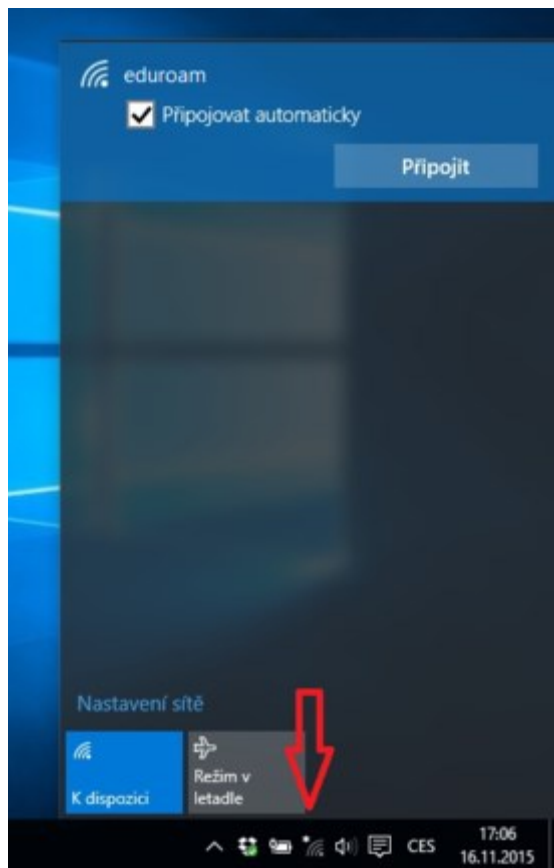 eduroam
Připojovat automaticky
Připojit
Nastavení sítě
K dispozici
Režim v
letadle
CES
17:06
16.11.2015